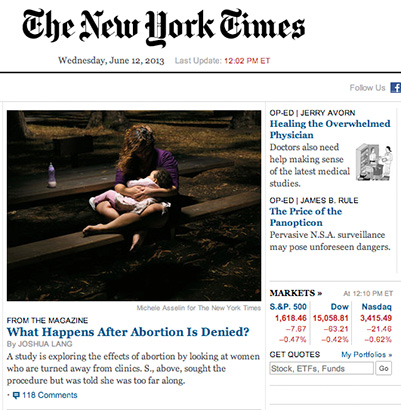 The New York Times
Wednesday, June 12, 2013 Last Update: 12:02 PM ET
Follow Us
Michele Asselin for The New York Times
FROM THE MAGAZINE
What Happens After Abortion Is Denied?
By JOSHUA LANG
A study is exploring the effects of abortion by looking at women
who are turned away from clinics. S., above, sought the
procedure but was told she was too far along.
• 118 Comments
OP-ED | JERRY AVORN
Healing the Overwhelmed
Physician
Doctors also need
help making sense
of the latest medical
studies.
OP-ED | JAMES B. RULE
The Price of the
Panopticon
Pervasive N.S.A. surveillance
may pose unforeseen dangers.
MARKETS » At 12:10 PM ET
S.&P. 500 Dow Nasdaq
1,618.46 15,058.81 3,415.49
-7.67 -63.21 -21.46
-0.47% -0.42% -0.62%
GET QUOTES My Portfolios »
Stock, ETFs, Funds Go